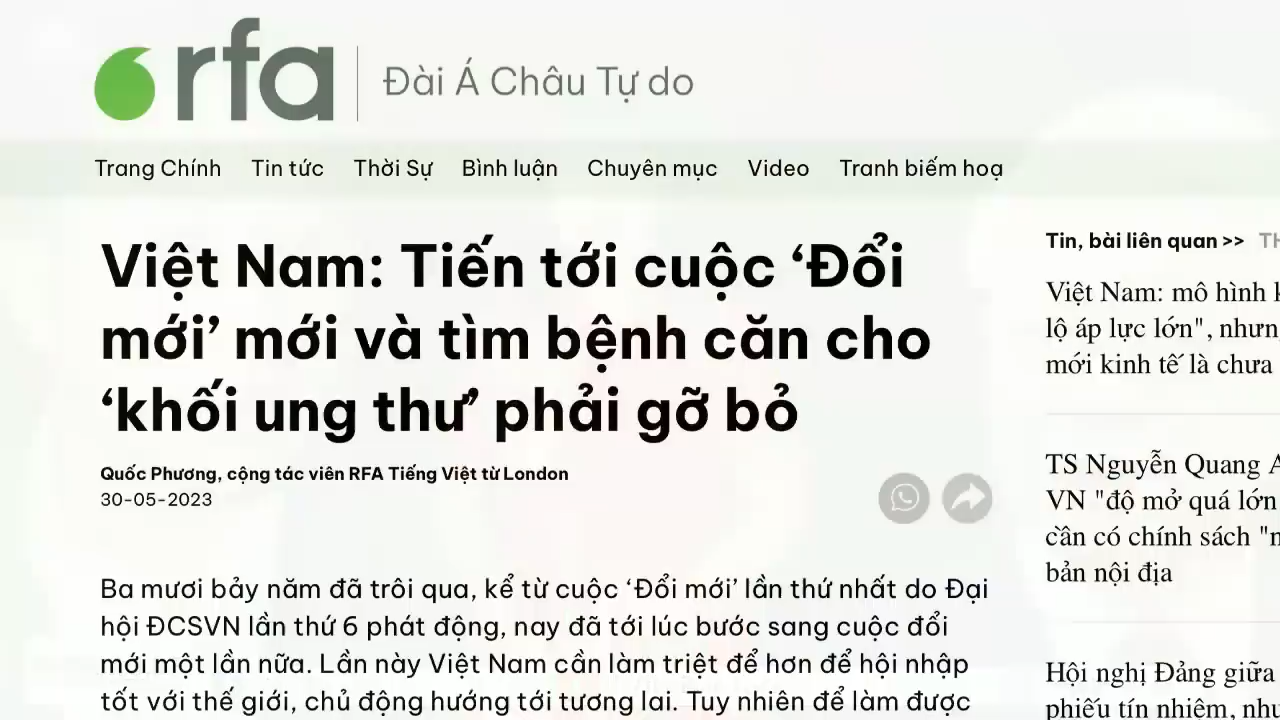 rfa Đài Á Châu Tự do
Trang Chính Tin tức Thời Sự Bình luận Chuyên mục Video Tranh biếm hoạ
Việt Nam: Tiến tới cuộc ‘Đổi
mới’ mới và tìm bệnh căn cho
‘khối ung thư’ phải gỡ bỏ
Quốc Phương, cộng tác viên RFA Tiếng Việt từ London
30-05-2023
Ba mươi bảy năm đã trôi qua, kể từ cuộc ‘Đổi mới’ lần thứ nhất do Đại
hội ĐCSVN lần thứ 6 phát động, nay đã tới lúc bước sang cuộc đổi
mới một lần nữa. Lần này Việt Nam cần làm triệt để hơn để hội nhập
tốt với thế giới, chủ động hướng tới tương lai. Tuy nhiên để làm được
Tin, bài liên quan >>
Việt Nam: mô hình
lộ áp lực lớn", nhưng
mới kinh tế là chưa
TS Nguyễn Quang A
VN "độ mở quá lớn
cần có chính sách
bản nội địa
Hội nghị Đảng giữa
phiếu tín nhiệm,